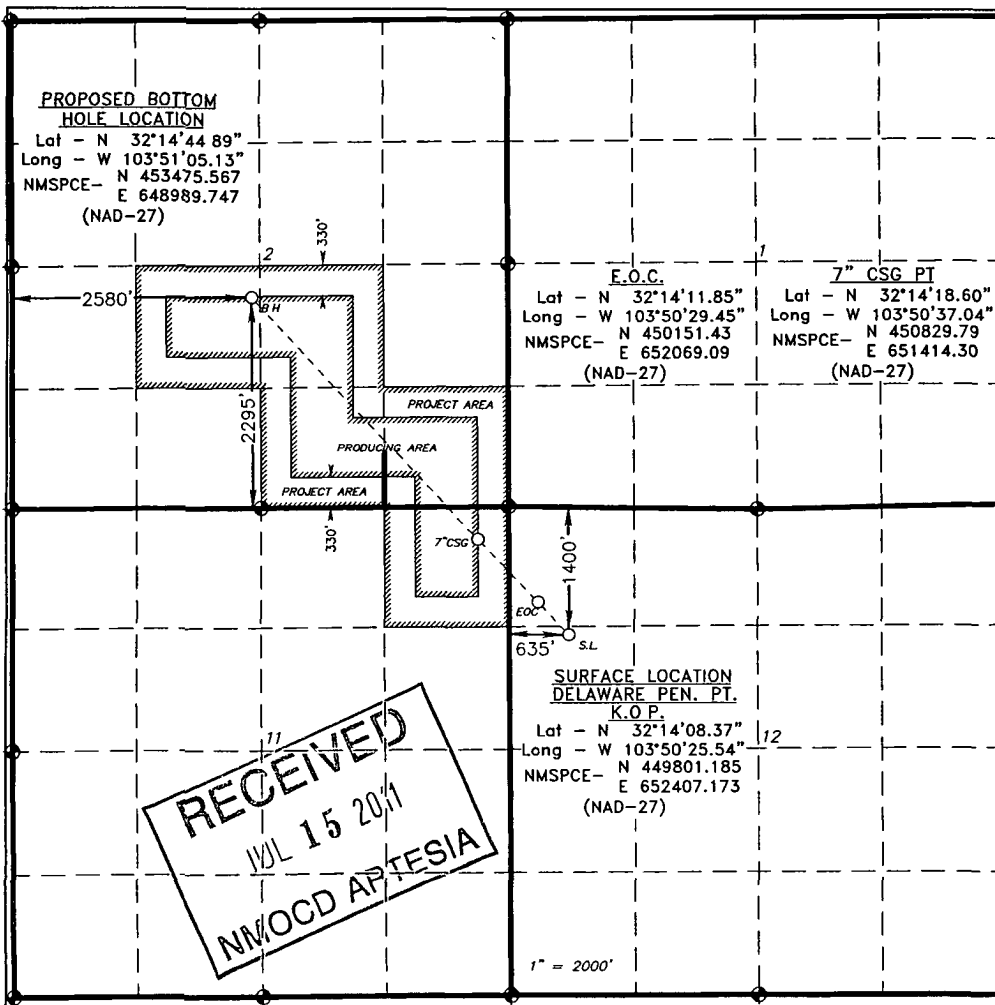 PROPOSED BOTTOM
HOLE LOCATION
Lat - N 32°14'44 89"
Long - W 103°51'05.13"
NMSPCE- N 453475.567
E 648989.747
(NAD-27)
330'
2
1
2580'
B H
E.O.C.
Lat - N 32°14'11.85"
Long - W 103°50'29.45"
NMSPCE- N 450151.43
E 652069.09
(NAD-27)
7" CSG PT
Lat - N 32°14'18.60"
Long - W 103°50'37.04"
NMSPCE- N 450829.79
E 651414.30
(NAD-27)
2295'
PROJECT AREA
PRODUCING AREA
PROJECT AREA
330'
7"CSG
1400'
EOC
635'
S.L.
SURFACE LOCATION
DELAWARE PEN. PT.
K.O P.
Lat - N 32°14'08.37"
Long - W 103°50'25.54"
NMSPCE- N 449801.185
E 652407.173
(NAD-27)
11
12
RECEIVED
JUL 15 2011
NMOCD ARTESIA
1" = 2000'